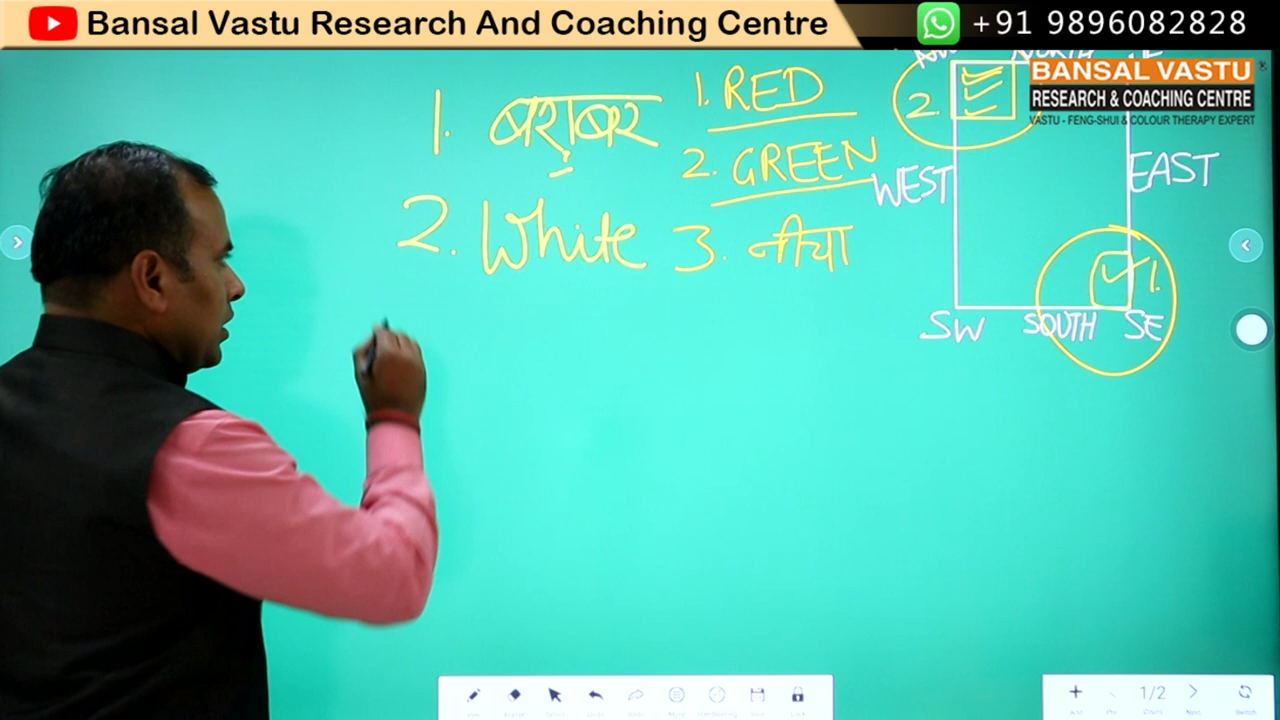 Bansal Vastu Research And Coaching Centre
+91 9896082828
BANSAL VASTU
RESEARCH & COACHING CENTRE
VASTU - FENG-SHUI & COLOUR THERAPY EXPERT
1. बराबर
2. White
1. RED
2. GREEN
3. नीचा
2.
WEST
EAST
1.
SW
SOUTH
SE
1/2